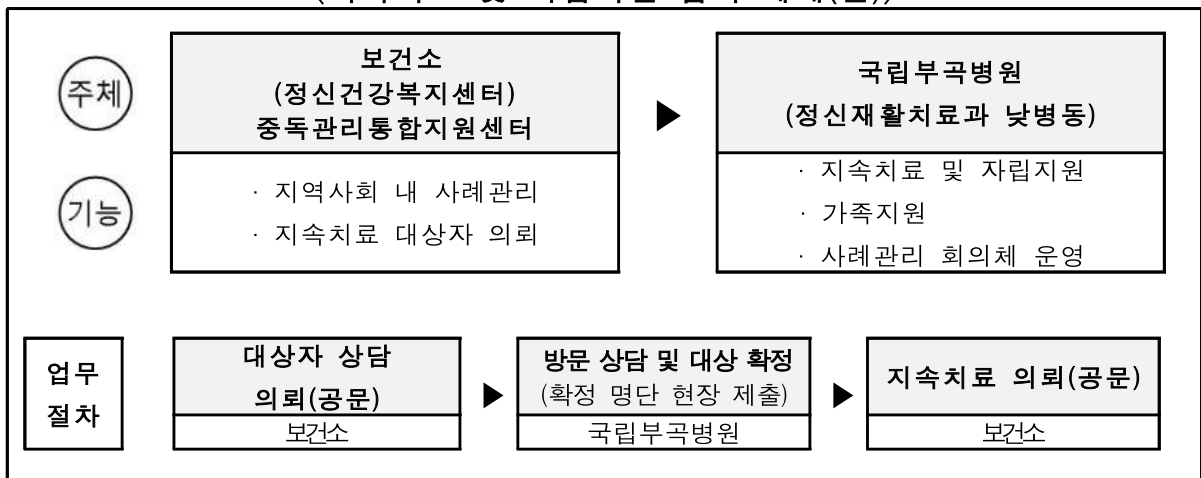 주체
보건소
(정신건강복지센터)
중독관리통합지원센터
▶
국립부곡병원
(정신재활치료과 낮병동)
기능
· 지역사회 내 사례관리
· 지속치료 대상자 의뢰
· 지속치료 및 자립지원
· 가족지원
· 사례관리 회의체 운영
업무
절차
대상자 상담
의뢰(공문)
보건소
▶
방문 상담 및 대상 확정
(확정 명단 현장 제출)
국립부곡병원
▶
지속치료 의뢰(공문)
보건소